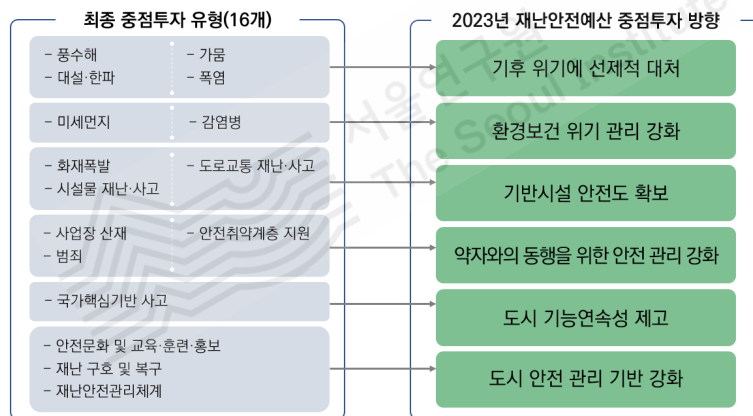 최종 중점투자 유형(16개)
- 풍수해 - 가뭄
- 대설·한파 - 폭염
- 미세먼지 - 감염병
- 화재폭발 - 도로교통 재난·사고
- 시설물 재난·사고
- 사업장 산재 - 안전취약계층 지원
- 범죄
- 국가핵심기반 사고
- 안전문화 및 교육·훈련·홍보
- 재난 구호 및 복구
- 재난안전관리체계
2023년 재난안전예산 중점투자 방향
기후 위기에 선제적 대처
환경보건 위기 관리 강화
기반시설 안전도 확보
약자와의 동행을 위한 안전 관리 강화
도시 기능연속성 제고
도시 안전 관리 기반 강화
서울연구원
The Seoul Institute